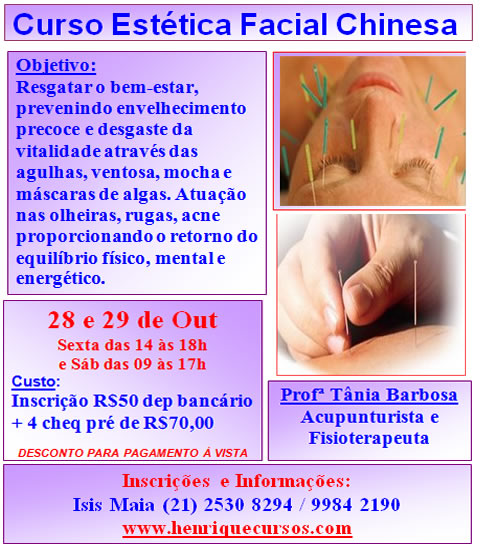 Curso Estética Facial Chinesa
Objetivo:
Resgatar o bem-estar,
prevenindo envelhecimento
precoce e desgaste da
vitalidade através das
agulhas, ventosa, mocha e
máscaras de algas. Atuação
nas olheiras, rugas, acne
proporcionando o retorno do
equilíbrio físico, mental e
energético.
28 e 29 de Out
Sexta das 14 às 18h
e Sáb das 09 às 17h
Custo:
Inscrição R$50 dep bancário
+ 4 cheq pré de R$70,00
DESCONTO PARA PAGAMENTO Á VISTA
Profª Tânia Barbosa
Acupunturista e
Fisioterapeuta
Inscrições e Informações:
Isis Maia (21) 2530 8294 / 9984 2190
www.henriquecursos.com